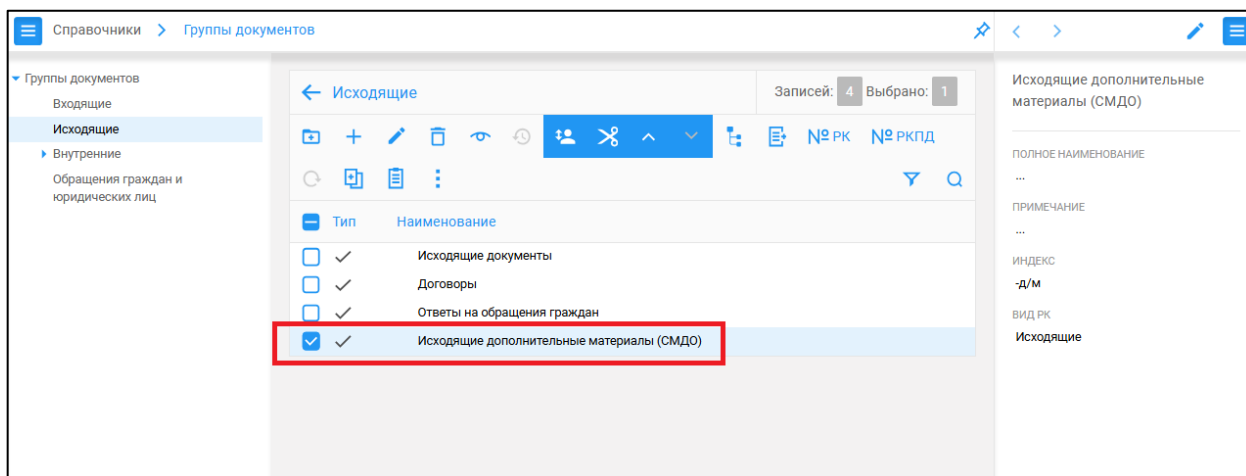 Справочники > Группы документов
Группы документов
Входящие
Исходящие
Внутренние
Обращения граждан и
юридических лиц
Исходящие
Записей: 4 Выбрано: 1
№ РК № РКПД
Тип Наименование
Исходящие документы
Договоры
Ответы на обращения граждан
Исходящие дополнительные материалы (СМДО)
Исходящие дополнительные
материалы (СМДО)
ПОЛНОЕ НАИМЕНОВАНИЕ
...
ПРИМЕЧАНИЕ
...
ИНДЕКС
-д/м
ВИД РК
Исходящие